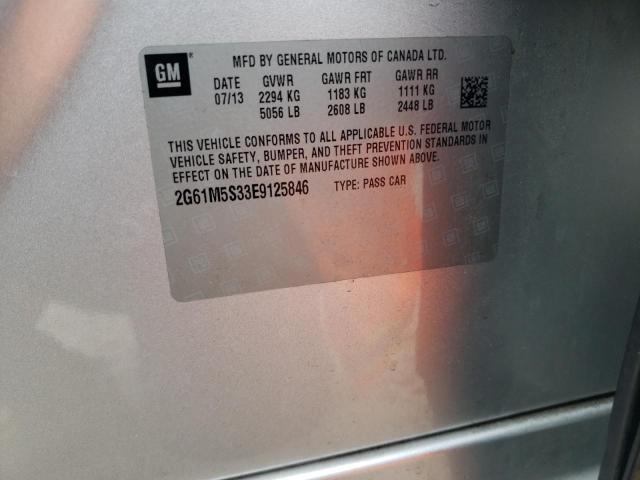 GM
MFD BY GENERAL MOTORS OF CANADA LTD.
DATE GVWR GAWR FRT GAWR RR
07/13 2294 KG 1183 KG 1111 KG
5056 LB 2608 LB 2448 LB
THIS VEHICLE CONFORMS TO ALL APPLICABLE U.S. FEDERAL MOTOR
VEHICLE SAFETY, BUMPER, AND THEFT PREVENTION STANDARDS IN
EFFECT ON THE DATE OF MANUFACTURE SHOWN ABOVE.
2G61M5S33E9125846 TYPE: PASS CAR